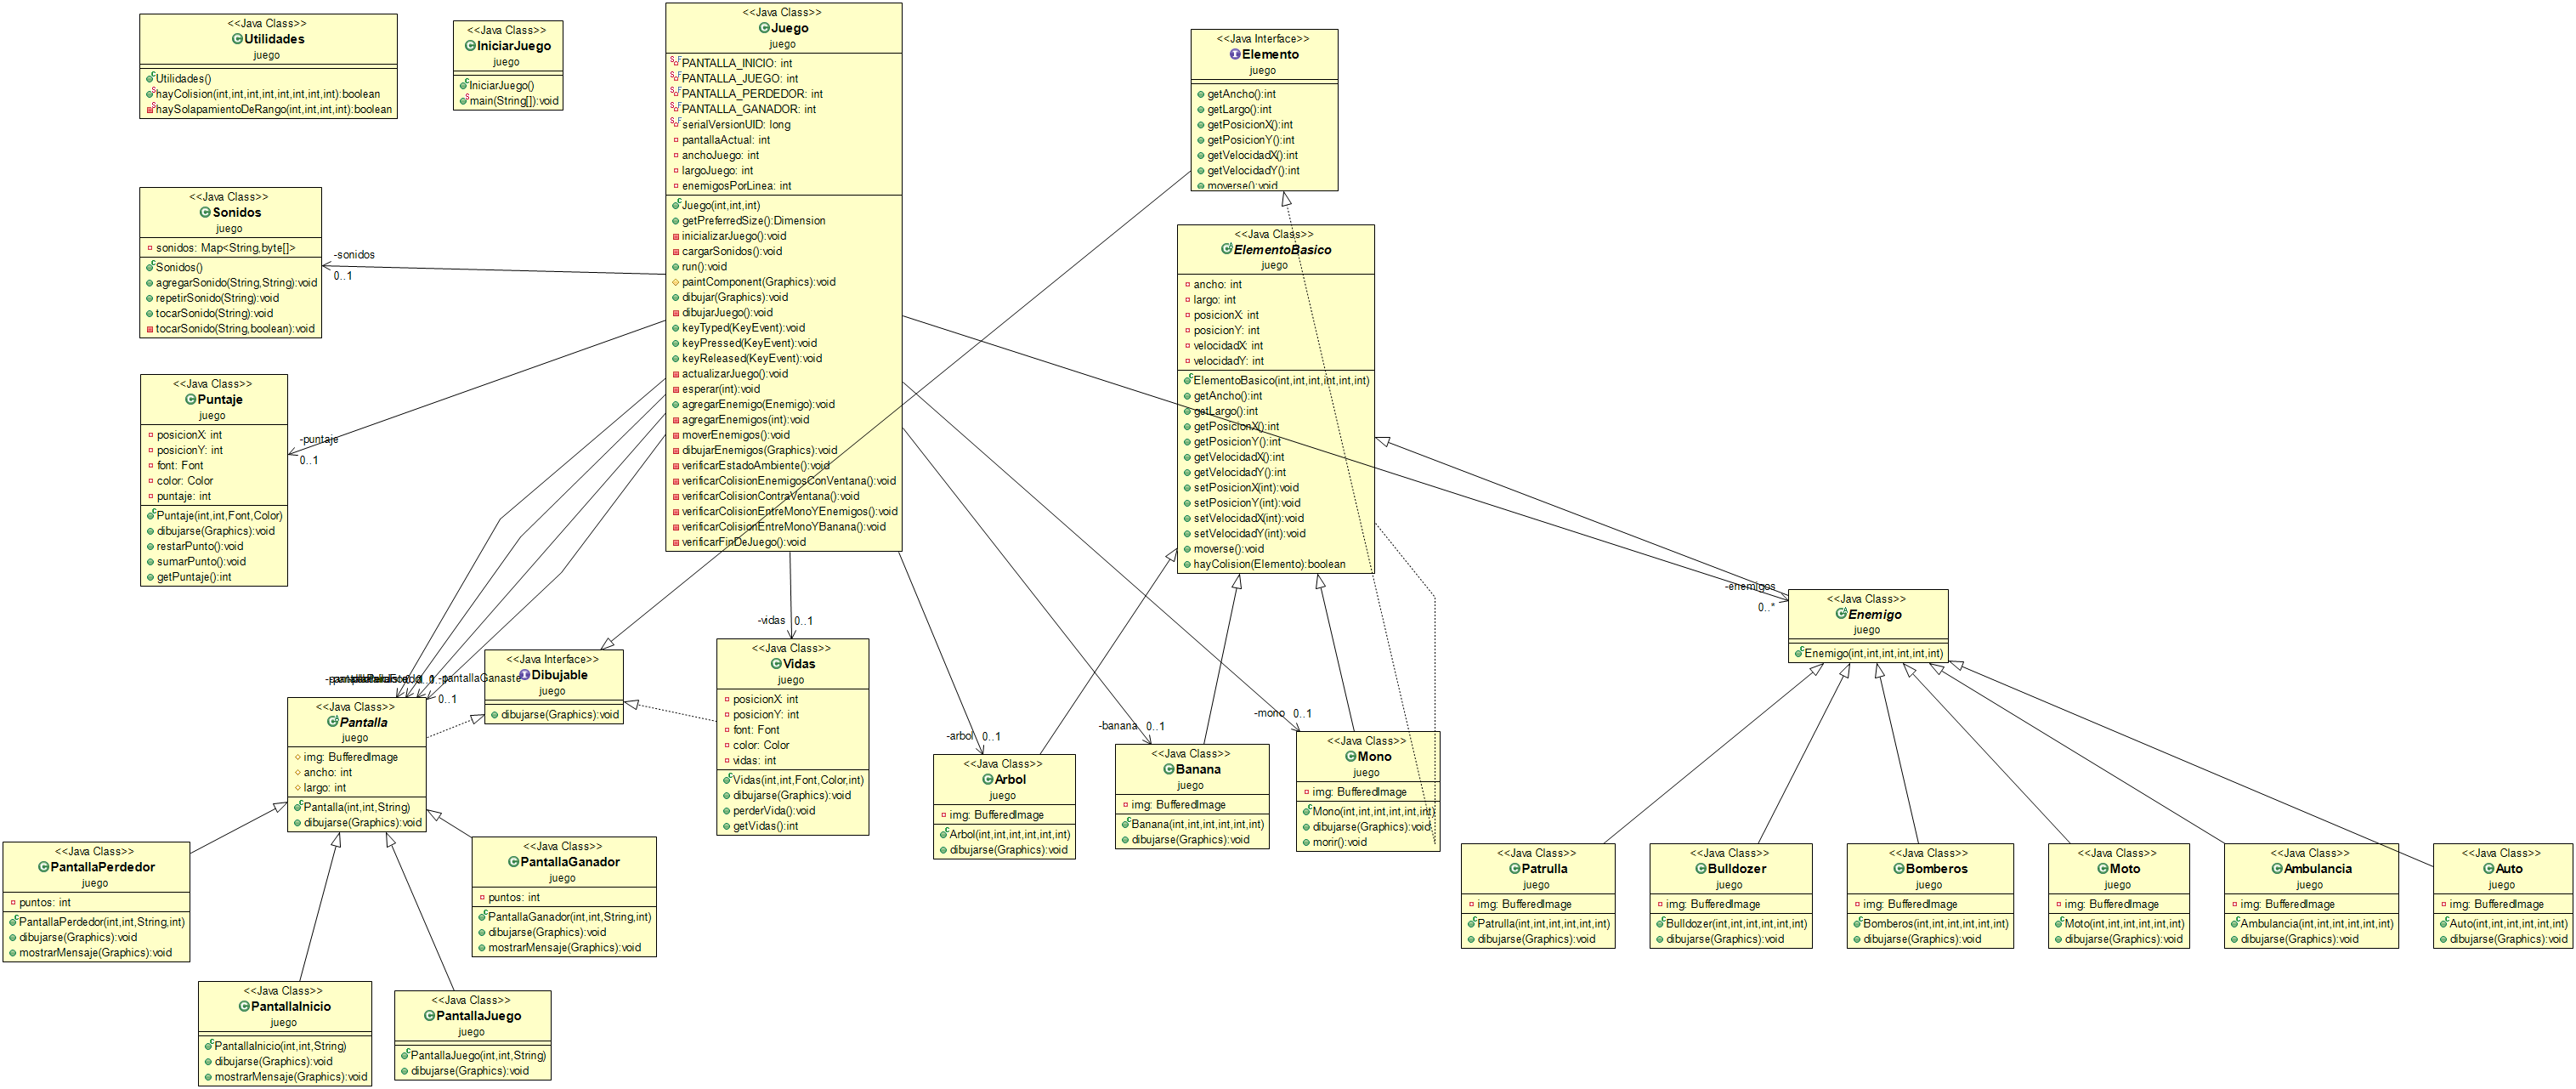 <<Java Class>>
Utilidades
juego
Utilidades()
hayColision(int,int,int,int,int,int,int,int):boolean
haySolapamientoDeRango(int,int,int,int):boolean
<<Java Class>>
IniciarJuego
juego
IniciarJuego()
main(String[]):void
<<Java Class>>
Juego
juego
PANTALLA_INICIO: int
PANTALLA_JUEGO: int
PANTALLA_PERDEDOR: int
PANTALLA_GANADOR: int
serialVersionUID: long
pantallaActual: int
anchoJuego: int
largoJuego: int
enemigosPorLinea: int
Juego(int,int,int)
getPreferredSize():Dimension
inicializarJuego():void
cargarSonidos():void
run():void
paintComponent(Graphics):void
dibujar(Graphics):void
dibujarJuego():void
keyTyped(KeyEvent):void
keyPressed(KeyEvent):void
keyReleased(KeyEvent):void
actualizarJuego():void
esperar(int):void
agregarEnemigo(Enemigo):void
agregarEnemigos(int):void
moverEnemigos():void
dibujarEnemigos(Graphics):void
verificarEstadoAmbiente():void
verificarColisionEnemigosConVentana():void
verificarColisionContraVentana():void
verificarColisionEntreMonoYEnemigos():void
verificarColisionEntreMonoYBanana():void
verificarFinDeJuego():void
<<Java Interface>>
Elemento
juego
getAncho():int
getLargo():int
getPosicionX():int
getPosicionY():int
getVelocidadX():int
getVelocidadY():int
moverse():void
<<Java Class>>
Sonidos
juego
sonidos: Map<String,byte[]>
Sonidos()
agregarSonido(String,String):void
repetirSonido(String):void
tocarSonido(String):void
tocarSonido(String,boolean):void
-sonidos
0..1
<<Java Class>>
ElementoBasico
juego
ancho: int
largo: int
posicionX: int
posicionY: int
velocidadX: int
velocidadY: int
ElementoBasico(int,int,int,int,int,int)
getAncho():int
getLargo():int
getPosicionX():int
getPosicionY():int
getVelocidadX():int
getVelocidadY():int
setPosicionX(int):void
setPosicionY(int):void
setVelocidadX(int):void
setVelocidadY(int):void
moverse():void
hayColision(Elemento):boolean
<<Java Class>>
Puntaje
juego
posicionX: int
posicionY: int
font: Font
color: Color
puntaje: int
Puntaje(int,int,Font,Color)
dibujarse(Graphics):void
restarPunto():void
sumarPunto():void
getPuntaje():int
-puntaje
0..1
-enemigos
0..*
<<Java Class>>
Enemigo
juego
Enemigo(int,int,int,int,int,int)
-pantallaGanaste
0..1
<<Java Interface>>
Dibujable
juego
dibujarse(Graphics):void
-vidas 0..1
<<Java Class>>
Vidas
juego
posicionX: int
posicionY: int
font: Font
color: Color
vidas: int
Vidas(int,int,Font,Color,int)
dibujarse(Graphics):void
perderVida():void
getVidas():int
<<Java Class>>
Pantalla
juego
img: BufferedImage
ancho: int
largo: int
Pantalla(int,int,String)
dibujarse(Graphics):void
-arbol 0..1
<<Java Class>>
Arbol
juego
img: BufferedImage
Arbol(int,int,int,int,int,int)
dibujarse(Graphics):void
-banana 0..1
<<Java Class>>
Banana
juego
img: BufferedImage
Banana(int,int,int,int,int,int)
dibujarse(Graphics):void
-mono 0..1
<<Java Class>>
Mono
juego
img: BufferedImage
Mono(int,int,int,int,int,int)
dibujarse(Graphics):void
morir():void
<<Java Class>>
PantallaPerdedor
juego
puntos: int
PantallaPerdedor(int,int,String,int)
dibujarse(Graphics):void
mostrarMensaje(Graphics):void
<<Java Class>>
PantallaGanador
juego
puntos: int
PantallaGanador(int,int,String,int)
dibujarse(Graphics):void
mostrarMensaje(Graphics):void
<<Java Class>>
PantallaInicio
juego
PantallaInicio(int,int,String)
dibujarse(Graphics):void
mostrarMensaje(Graphics):void
<<Java Class>>
PantallaJuego
juego
PantallaJuego(int,int,String)
dibujarse(Graphics):void
<<Java Class>>
Patrulla
juego
img: BufferedImage
Patrulla(int,int,int,int,int,int)
dibujarse(Graphics):void
<<Java Class>>
Bulldozer
juego
img: BufferedImage
Bulldozer(int,int,int,int,int,int)
dibujarse(Graphics):void
<<Java Class>>
Bomberos
juego
img: BufferedImage
Bomberos(int,int,int,int,int,int)
dibujarse(Graphics):void
<<Java Class>>
Moto
juego
img: BufferedImage
Moto(int,int,int,int,int,int)
dibujarse(Graphics):void
<<Java Class>>
Ambulancia
juego
img: BufferedImage
Ambulancia(int,int,int,int,int,int)
dibujarse(Graphics):void
<<Java Class>>
Auto
juego
img: BufferedImage
Auto(int,int,int,int,int,int)
dibujarse(Graphics):void